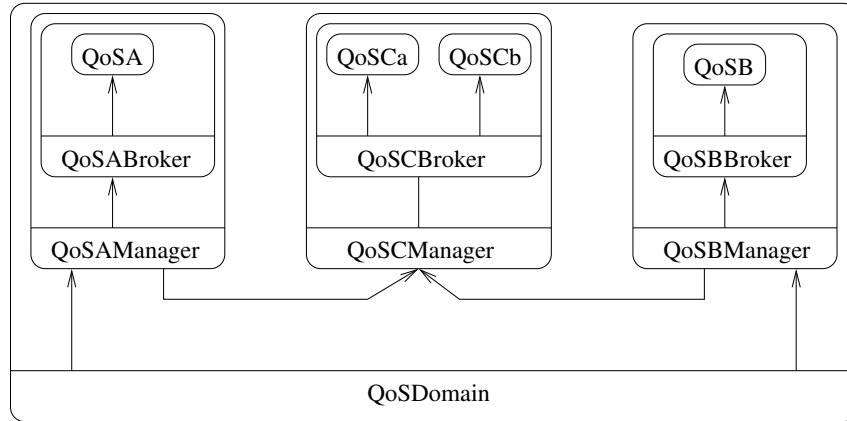 QoSA
QoSCa
QoSCb
QoSB
QoSABroker
QoSCBroker
QoSBBroker
QoSAManager
QoSCManager
QoSBManager
QoSDomain